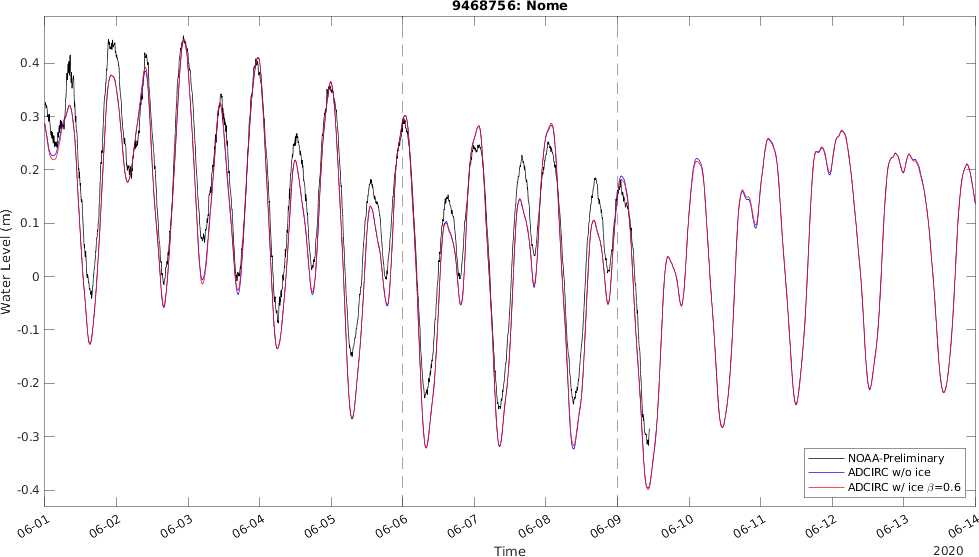 9468756: Nome
Water Level (m)
0.4
0.3
0.2
0.1
0
-0.1
-0.2
-0.3
-0.4
NOAA-Preliminary
ADCIRC w/o ice
ADCIRC w/ ice β=0.6
06-01 06-02 06-03 06-04 06-05 06-06 06-07 06-08 06-09 06-10 06-11 06-12 06-13 06-14
Time
2020